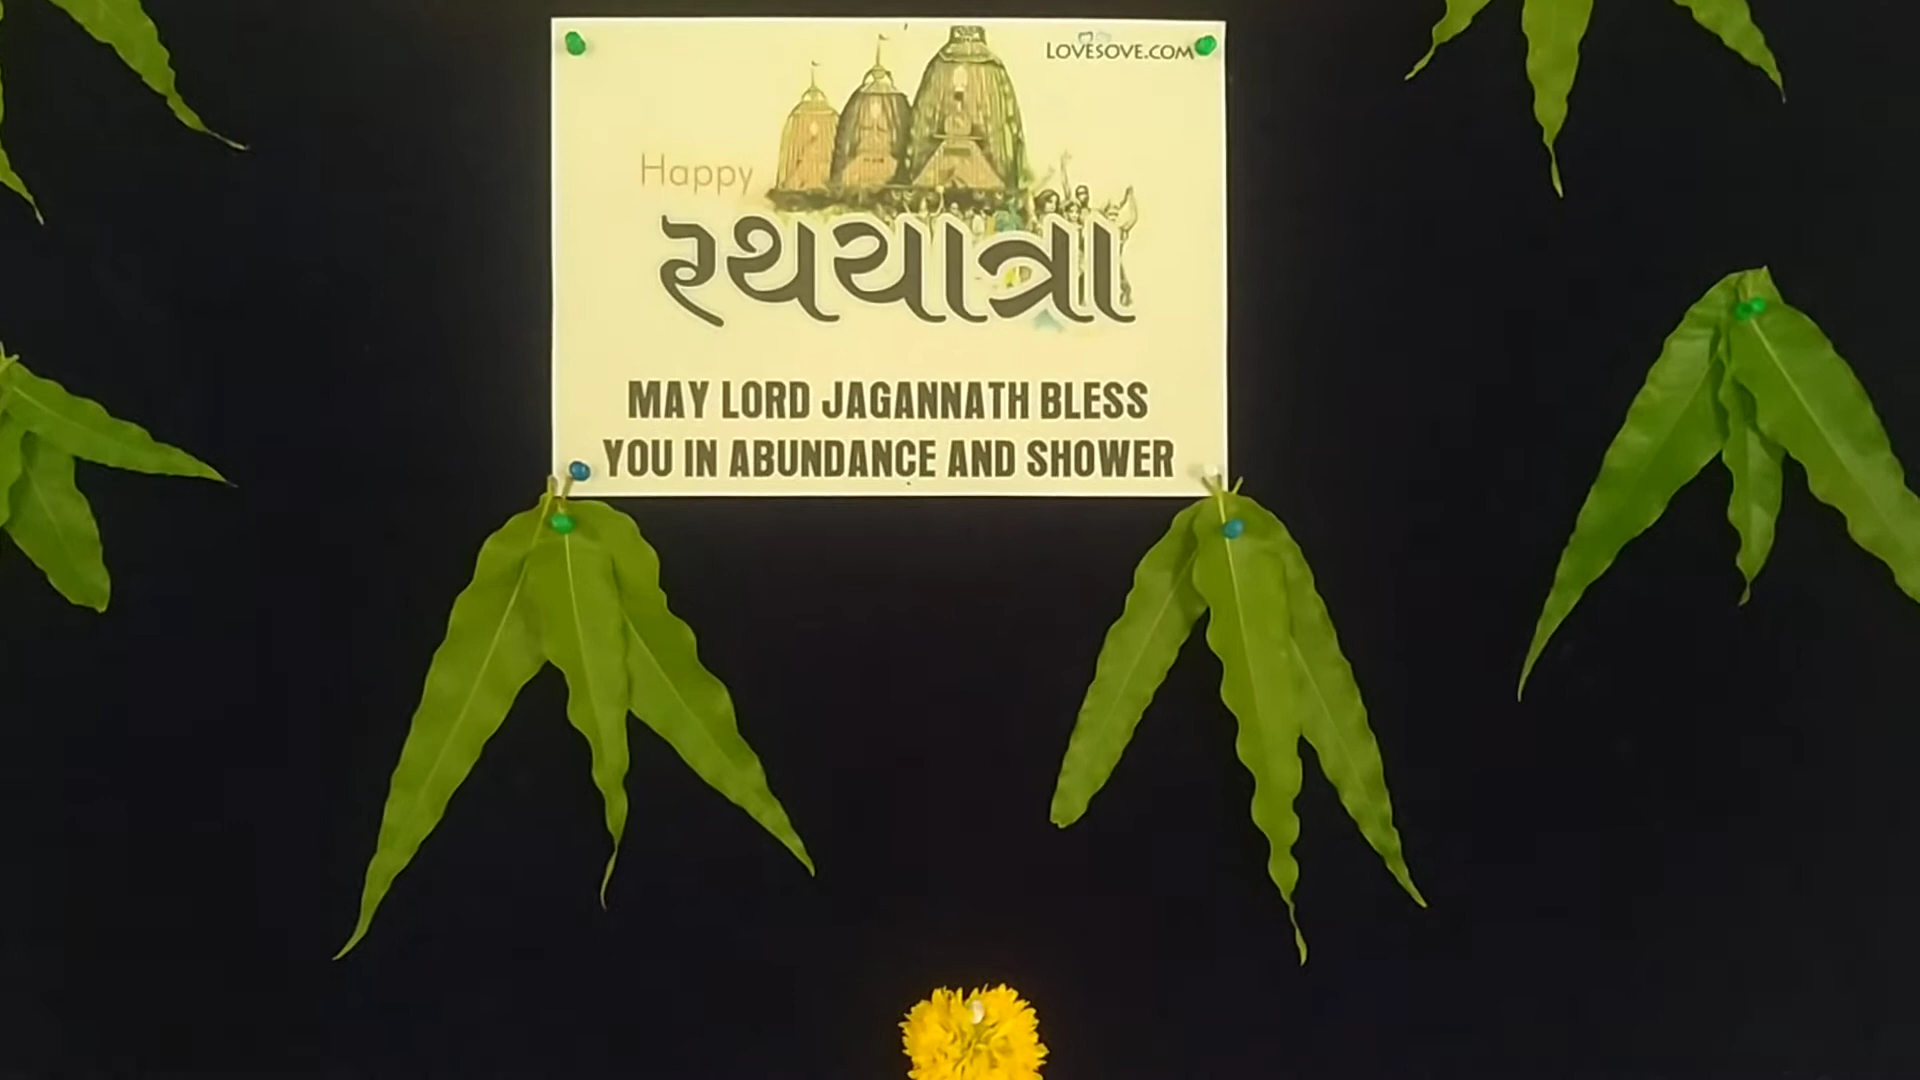 LOVESOVE.COM
Happy
રથયાત્રા
MAY LORD JAGANNATH BLESS
YOU IN ABUNDANCE AND SHOWER